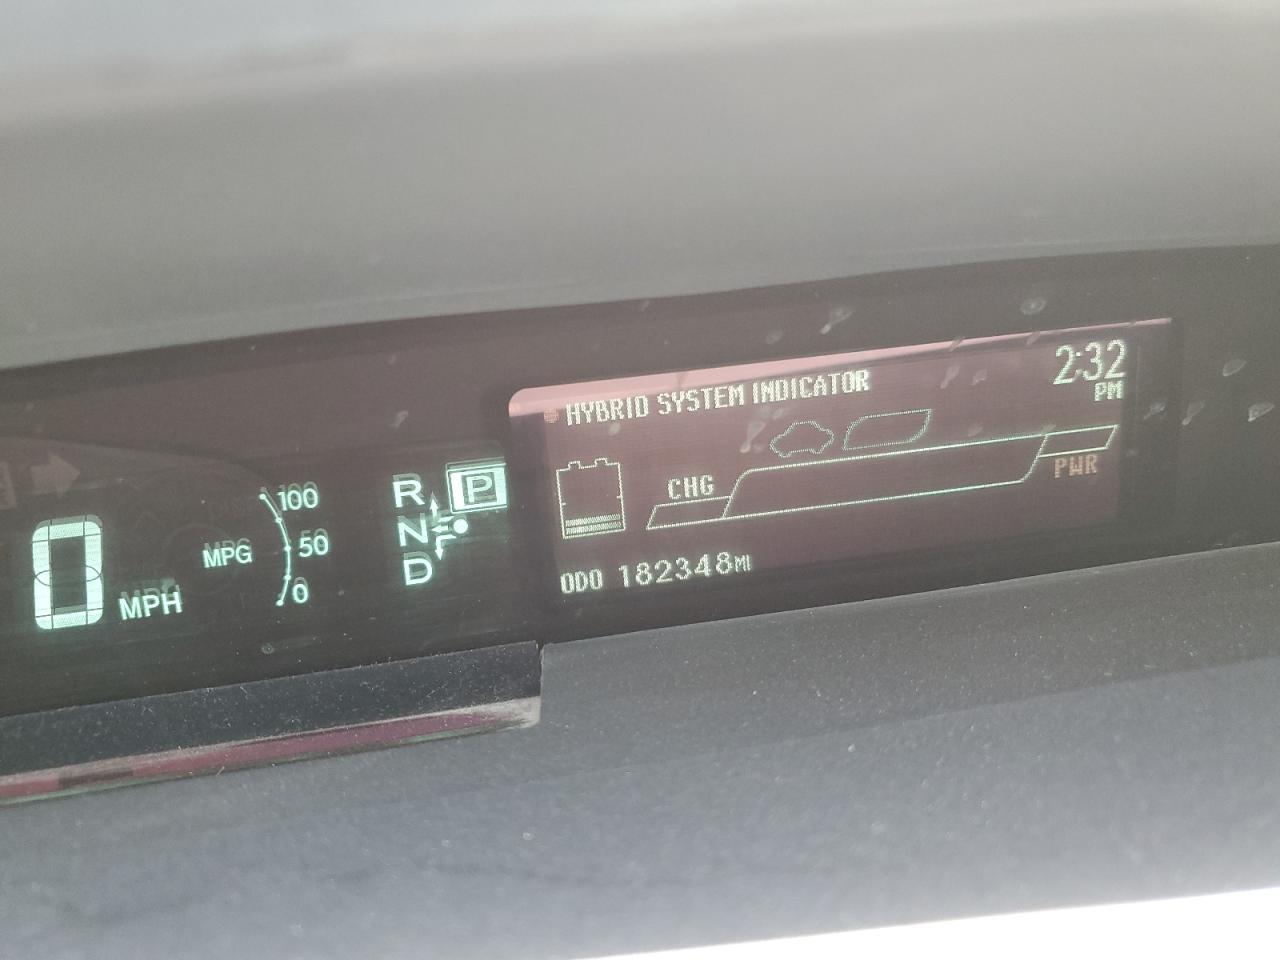 HYBRID SYSTEM INDICATOR
2:32
PM
CHG
PWR
ODO 182348MI
0
MPH
MPG
100
50
0
R
P
N
D